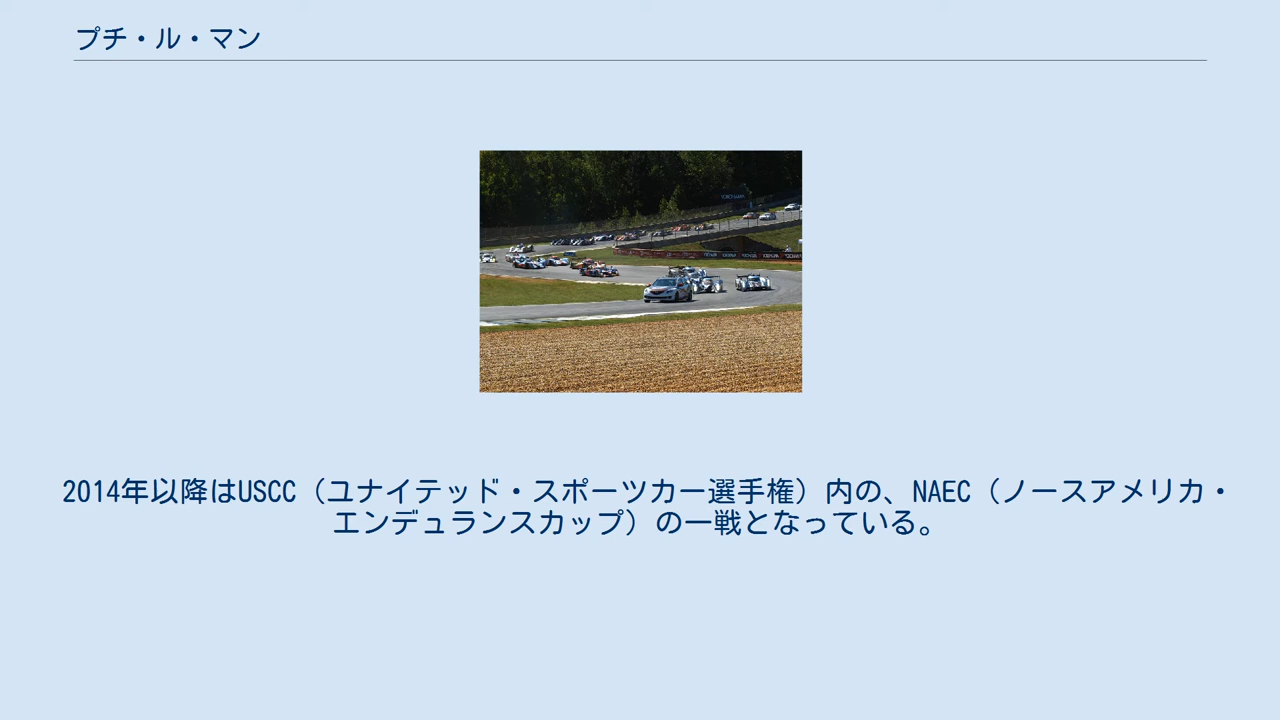 プチ・ル・マン
2014年以降はUSCC（ユナイテッド・スポーツカー選手権）内の、NAEC（ノースアメリカ・
エンデュランスカップ）の一戦となっている。